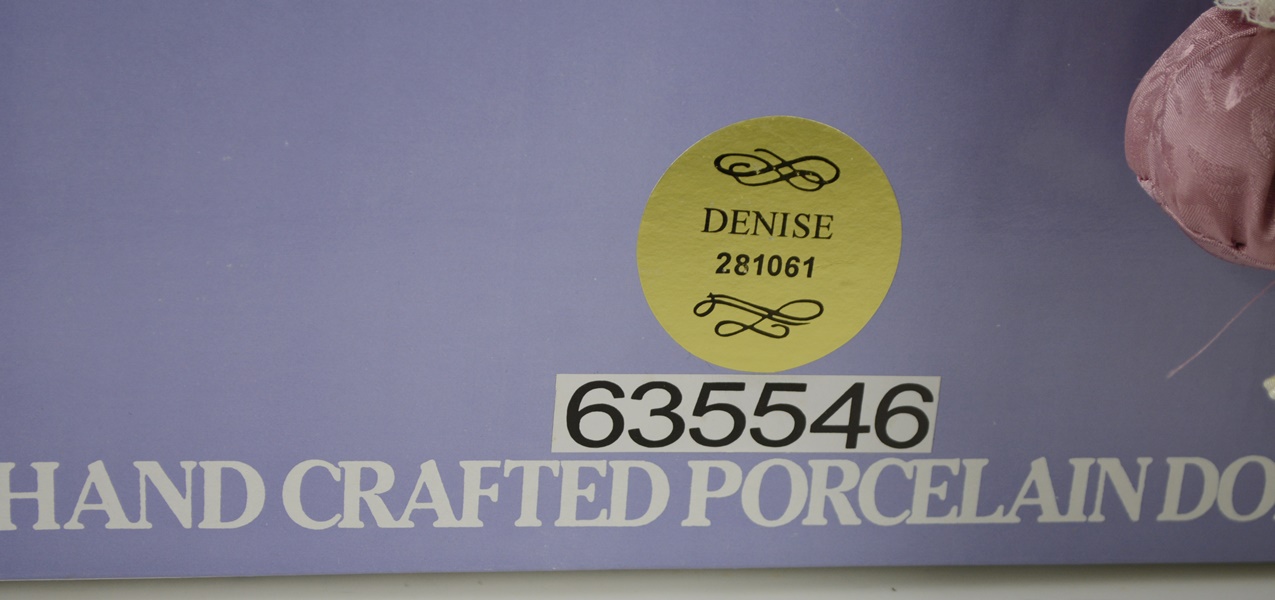 DENISE
281061
635546
HAND CRAFTED PORCELAIN DO